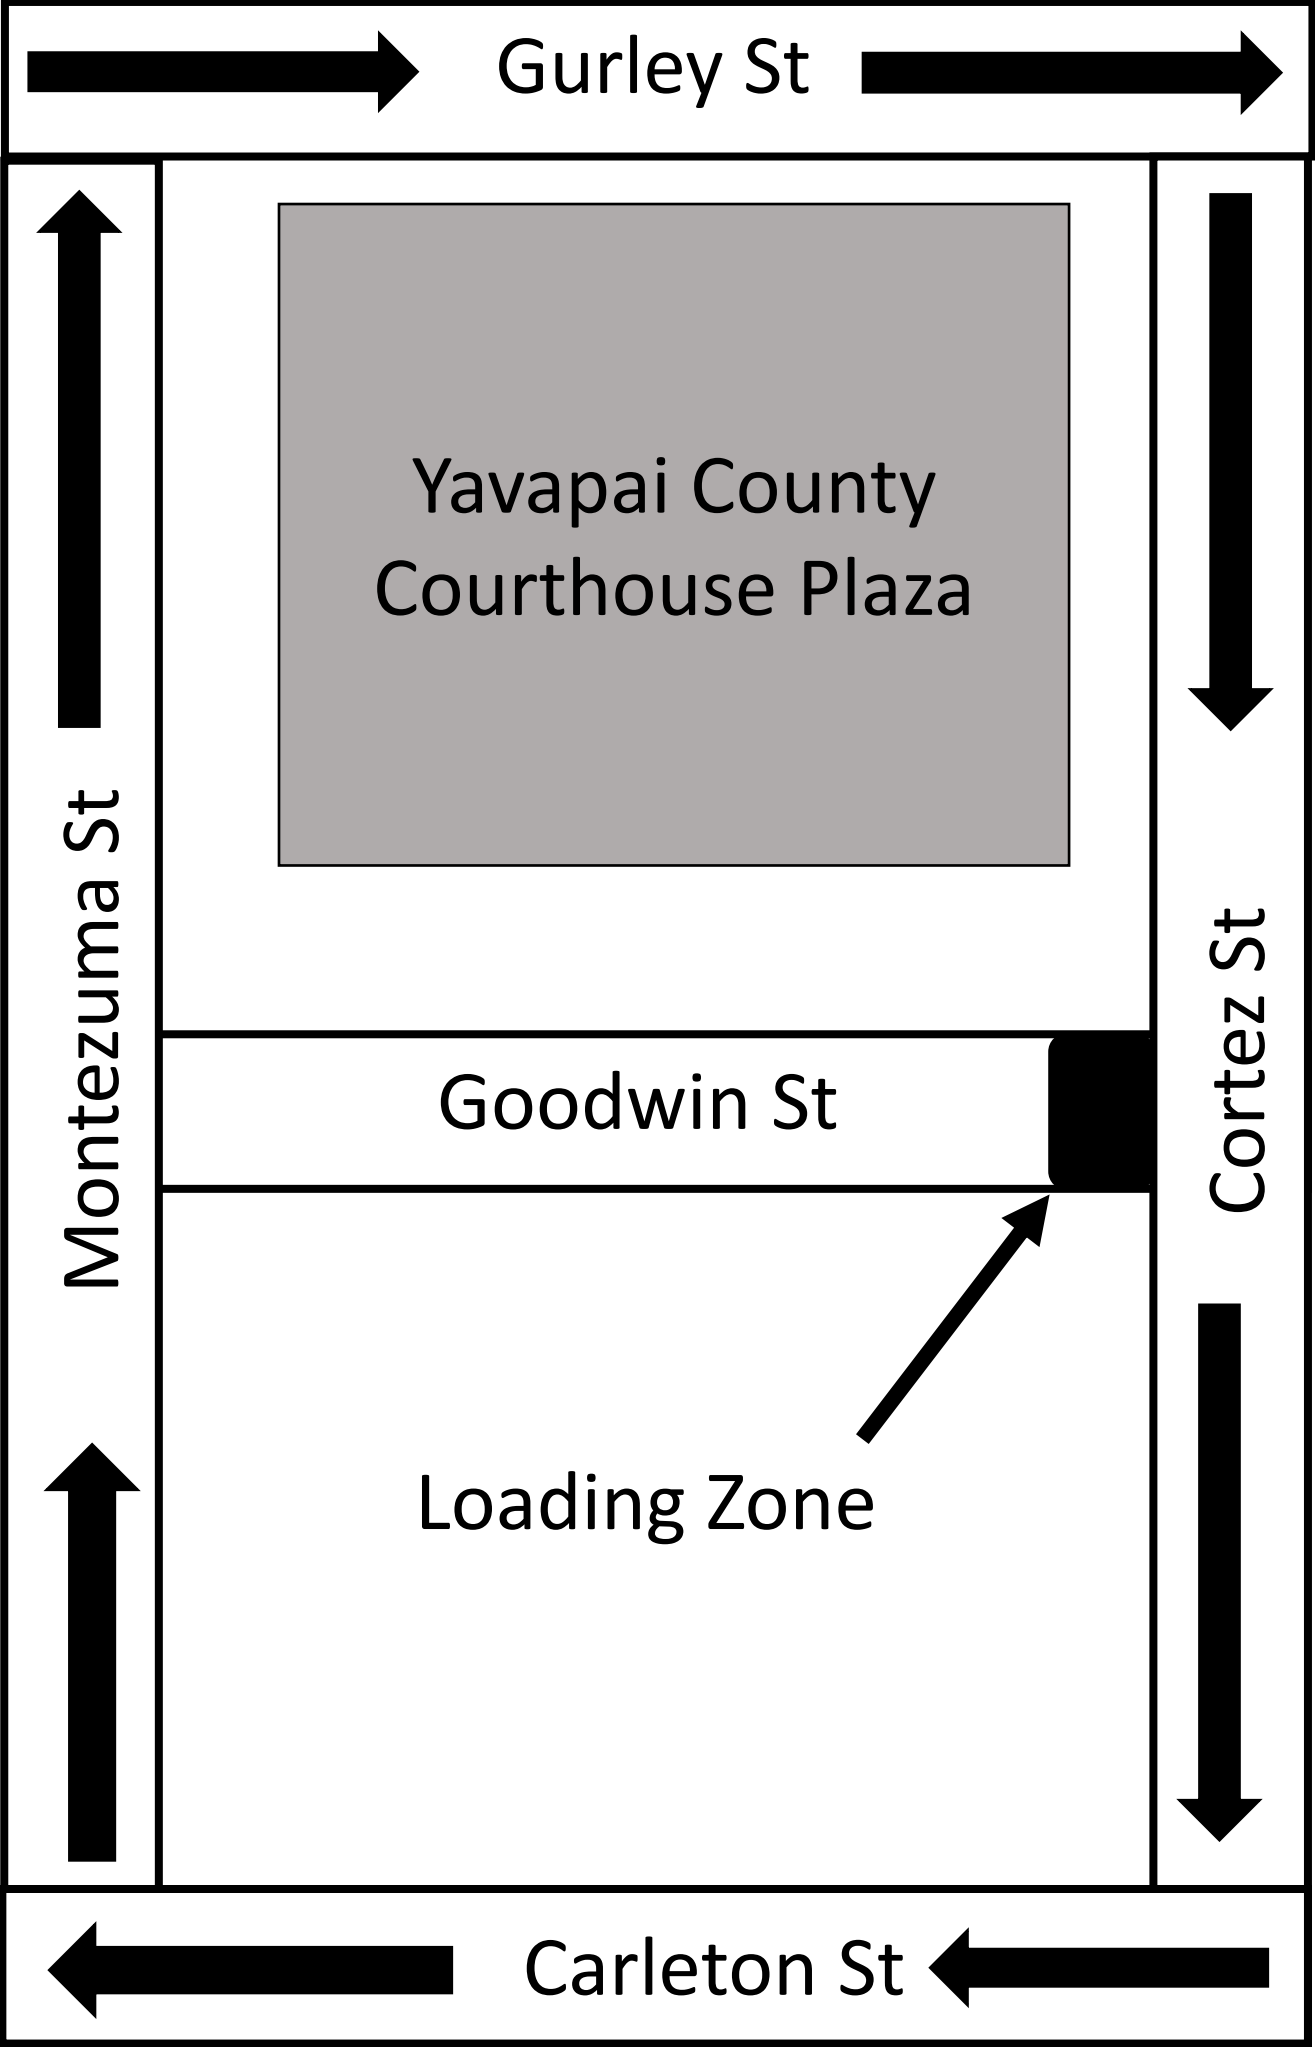 Gurley St
Yavapai County
Courthouse Plaza
Montezuma St
Cortez St
Goodwin St
Loading Zone
Carleton St